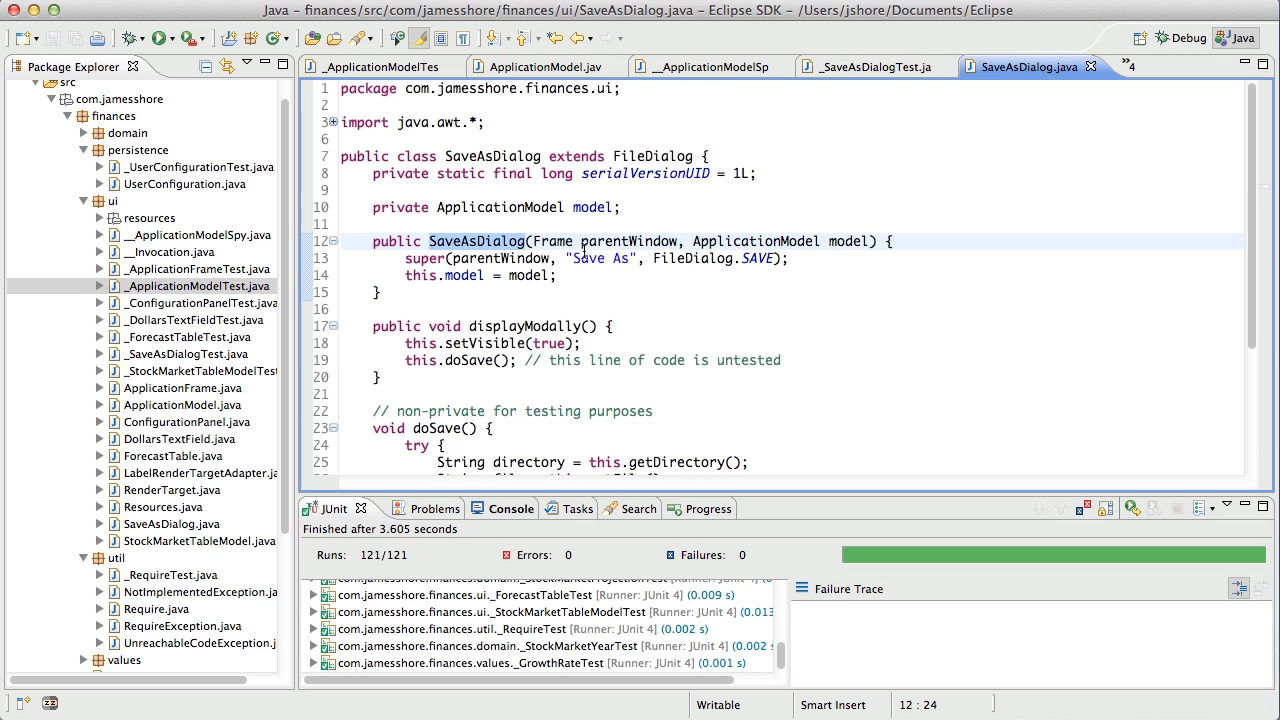 Java – finances/src/com/jamesshore/finances/ui/SaveAsDialog.java – Eclipse SDK – /Users/jshore/Documents/Eclipse
Debug
Java
Package Explorer
src
com.jamesshore
finances
domain
persistence
_UserConfigurationTest.java
UserConfiguration.java
ui
resources
__ApplicationModelSpy.java
__Invocation.java
_ApplicationFrameTest.java
_ApplicationModelTest.java
_ConfigurationPanelTest.java
_DollarsTextFieldTest.java
_ForecastTableTest.java
_SaveAsDialogTest.java
_StockMarketTableModelTest
ApplicationFrame.java
ApplicationModel.java
ConfigurationPanel.java
DollarsTextField.java
ForecastTable.java
LabelRenderTargetAdapter.ja
RenderTarget.java
Resources.java
SaveAsDialog.java
StockMarketTableModel.java
util
_RequireTest.java
NotImplementedException.java
Require.java
RequireException.java
UnreachableCodeException.j
values
_ApplicationModelTes
ApplicationModel.jav
__ApplicationModelSp
_SaveAsDialogTest.ja
SaveAsDialog.java
»4
1 package com.jamesshore.finances.ui;
2
3 import java.awt.*;
6
7 public class SaveAsDialog extends FileDialog {
8 private static final long serialVersionUID = 1L;
9
10 private ApplicationModel model;
11
12 public SaveAsDialog(Frame parentWindow, ApplicationModel model) {
13 super(parentWindow, "Save As", FileDialog.SAVE);
14 this.model = model;
15 }
16
17 public void displayModally() {
18 this.setVisible(true);
19 this.doSave(); // this line of code is untested
20 }
21
22 // non-private for testing purposes
23 void doSave() {
24 try {
25 String directory = this.getDirectory();
JUnit
Problems
Console
Tasks
Search
Progress
Finished after 3.605 seconds
Runs: 121/121
Errors: 0
Failures: 0
com.jamesshore.finances.ui._ForecastTableTest [Runner: JUnit 4] (0.009 s)
com.jamesshore.finances.ui._StockMarketTableModelTest [Runner: JUnit 4] (0.013
com.jamesshore.finances.util._RequireTest [Runner: JUnit 4] (0.002 s)
com.jamesshore.finances.domain._StockMarketYearTest [Runner: JUnit 4] (0.002 s
com.jamesshore.finances.values._GrowthRateTest [Runner: JUnit 4] (0.001 s)
Failure Trace
Writable
Smart Insert
12 : 24